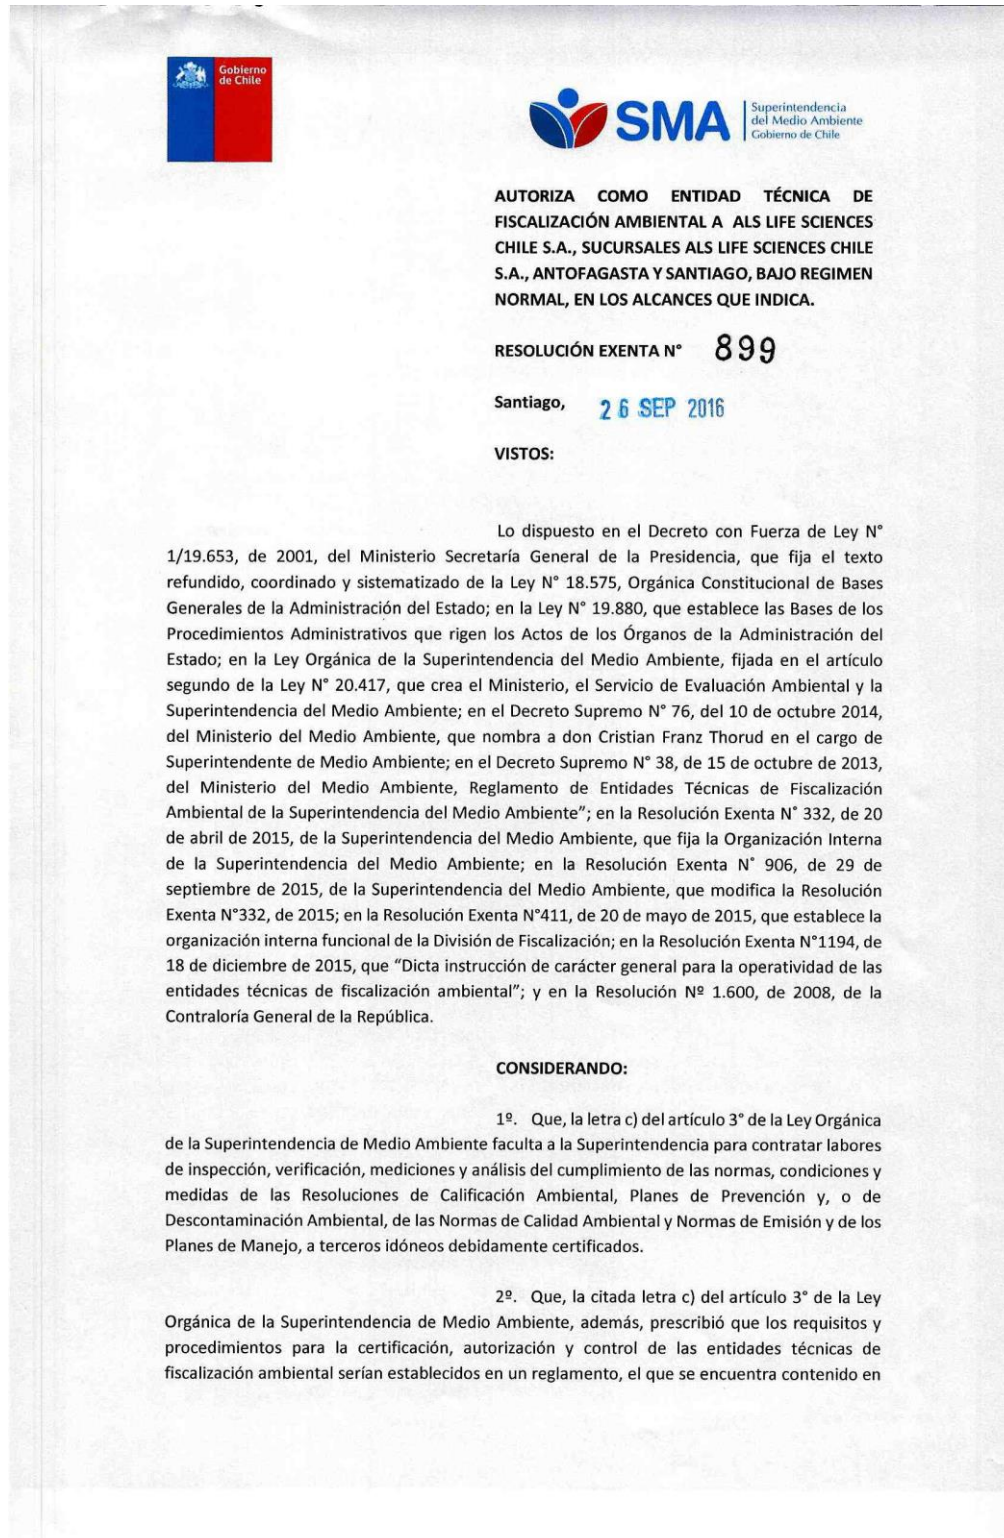 Gobierno
de Chile
SMA
Superintendencia
del Medio Ambiente
Gobierno de Chile
AUTORIZA COMO ENTIDAD TÉCNICA DE
FISCALIZACIÓN AMBIENTAL A ALS LIFE SCIENCES
CHILE S.A., SUCURSALES ALS LIFE SCIENCES CHILE
S.A., ANTOFAGASTA Y SANTIAGO, BAJO REGIMEN
NORMAL, EN LOS ALCANCES QUE INDICA.
RESOLUCIÓN EXENTA N° 899
Santiago, 26 SEP 2016
VISTOS:
Lo dispuesto en el Decreto con Fuerza de Ley N°
1/19.653, de 2001, del Ministerio Secretaría General de la Presidencia, que fija el texto
refundido, coordinado y sistematizado de la Ley N° 18.575, Orgánica Constitucional de Bases
Generales de la Administración del Estado; en la Ley N° 19.880, que establece las Bases de los
Procedimientos Administrativos que rigen los Actos de los Órganos de la Administración del
Estado; en la Ley Orgánica de la Superintendencia del Medio Ambiente, fijada en el artículo
segundo de la Ley N° 20.417, que crea el Ministerio, el Servicio de Evaluación Ambiental y la
Superintendencia del Medio Ambiente; en el Decreto Supremo N° 76, del 10 de octubre 2014,
del Ministerio del Medio Ambiente, que nombra a don Cristian Franz Thorud en el cargo de
Superintendente de Medio Ambiente; en el Decreto Supremo N° 38, de 15 de octubre de 2013,
del Ministerio del Medio Ambiente, Reglamento de Entidades Técnicas de Fiscalización
Ambiental de la Superintendencia del Medio Ambiente"; en la Resolución Exenta N° 332, de 20
de abril de 2015, de la Superintendencia del Medio Ambiente, que fija la Organización Interna
de la Superintendencia del Medio Ambiente; en la Resolución Exenta N° 906, de 29 de
septiembre de 2015, de la Superintendencia del Medio Ambiente, que modifica la Resolución
Exenta N°332, de 2015; en la Resolución Exenta N°411, de 20 de mayo de 2015, que establece la
organización interna funcional de la División de Fiscalización; en la Resolución Exenta N°1194, de
18 de diciembre de 2015, que "Dicta instrucción de carácter general para la operatividad de las
entidades técnicas de fiscalización ambiental"; y en la Resolución Nº 1.600, de 2008, de la
Contraloría General de la República.
CONSIDERANDO:
1º. Que, la letra c) del artículo 3° de la Ley Orgánica
de la Superintendencia de Medio Ambiente faculta a la Superintendencia para contratar labores
de inspección, verificación, mediciones y análisis del cumplimiento de las normas, condiciones y
medidas de las Resoluciones de Calificación Ambiental, Planes de Prevención y, o de
Descontaminación Ambiental, de las Normas de Calidad Ambiental y Normas de Emisión y de los
Planes de Manejo, a terceros idóneos debidamente certificados.
2º. Que, la citada letra c) del artículo 3° de la Ley
Orgánica de la Superintendencia de Medio Ambiente, además, prescribió que los requisitos y
procedimientos para la certificación, autorización y control de las entidades técnicas de
fiscalización ambiental serían establecidos en un reglamento, el que se encuentra contenido en